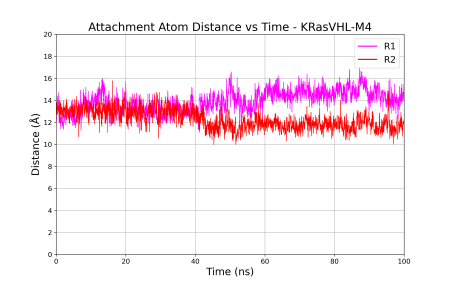 Attachment Atom Distance vs Time - KRasVHL-M4
R1
R2
Distance (Å)
20
18
16
14
12
10
8
6
4
2
0
0 20 40 60 80 100
Time (ns)